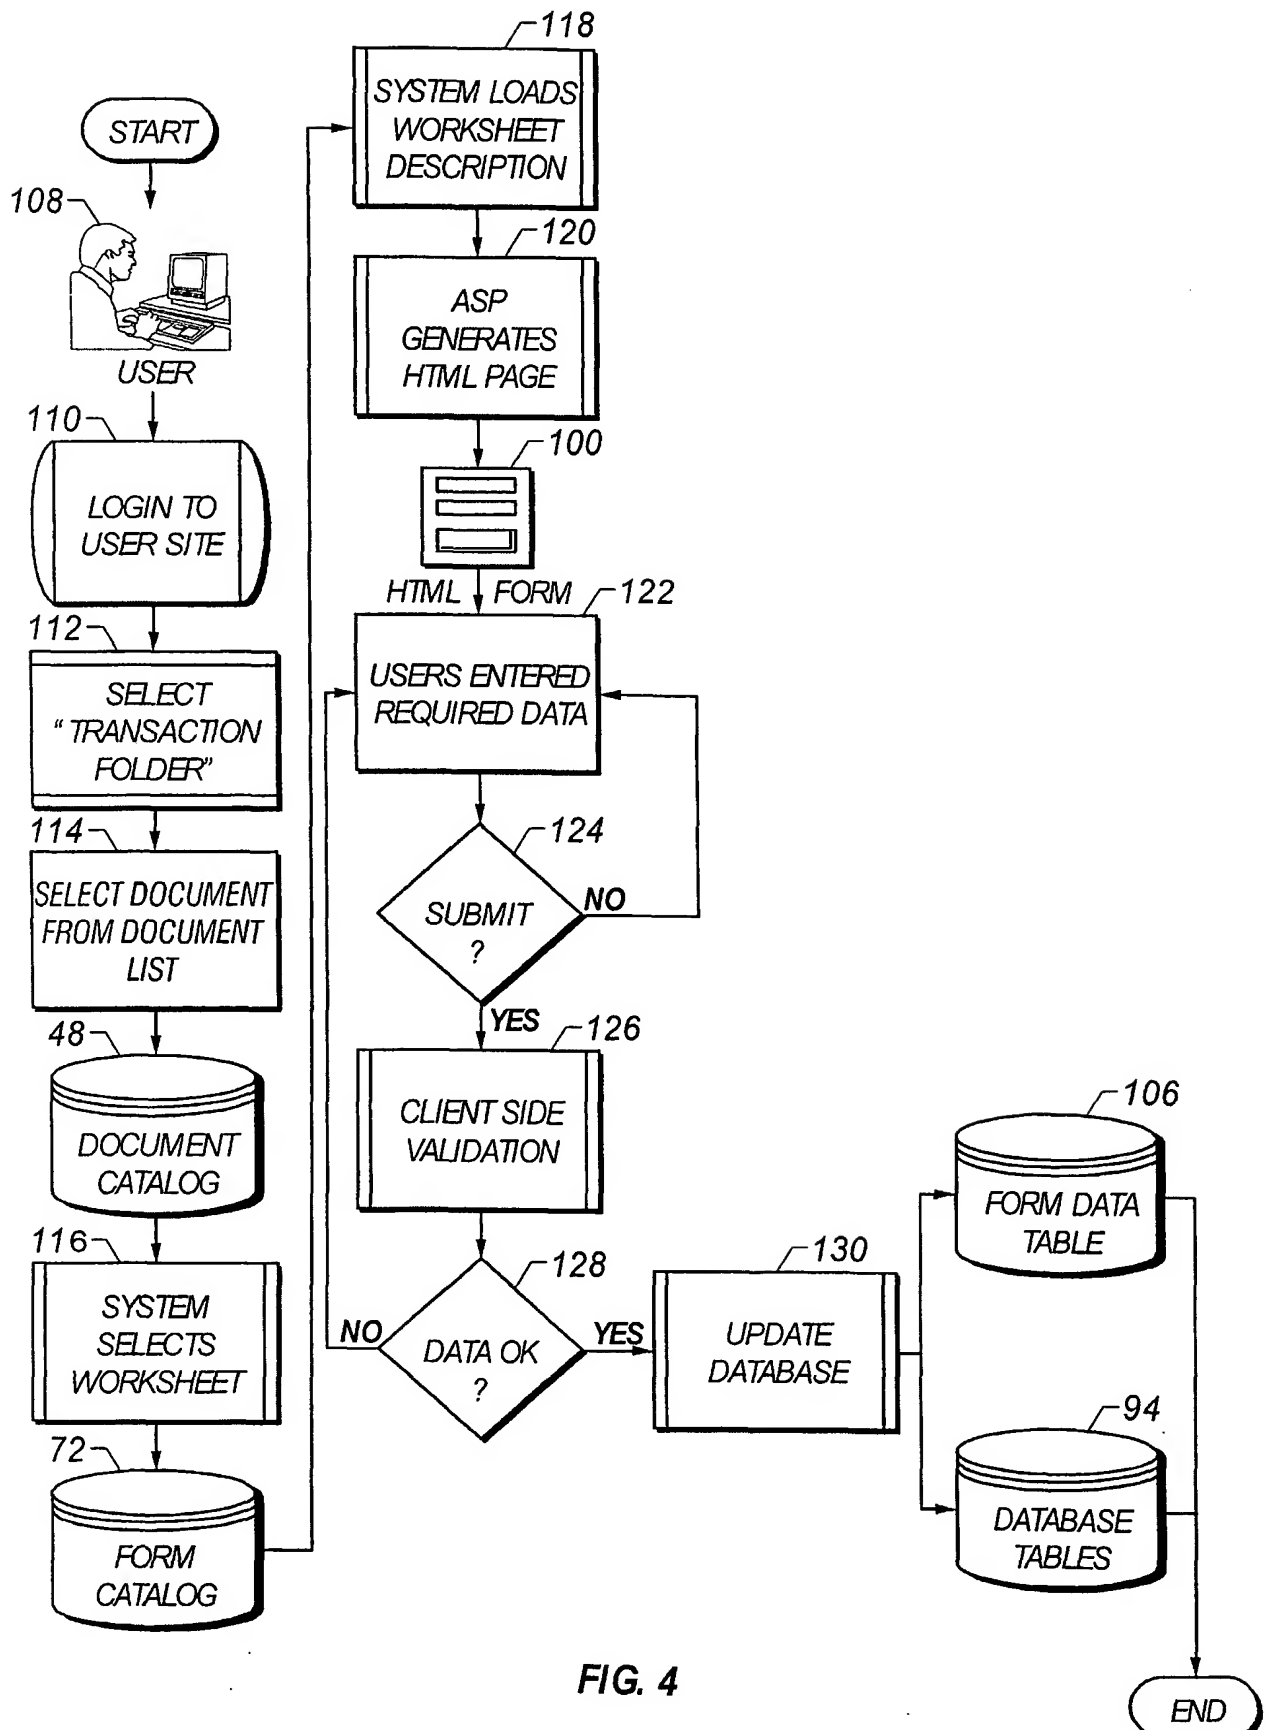 START
108
USER
110
LOGIN TO
USER SITE
112
SELECT
“ TRANSACTION
FOLDER”
114
SELECT DOCUMENT
FROM DOCUMENT
LIST
48
DOCUMENT
CATALOG
116
SYSTEM
SELECTS
WORKSHEET
72
FORM
CATALOG
118
SYSTEM LOADS
WORKSHEET
DESCRIPTION
120
ASP
GENERATES
HTML PAGE
100
HTML FORM
122
USERS ENTERED
REQUIRED DATA
124
SUBMIT
?
NO
YES
126
CLIENT SIDE
VALIDATION
128
DATA OK
?
NO
YES
130
UPDATE
DATABASE
106
FORM DATA
TABLE
94
DATABASE
TABLES
END
FIG. 4